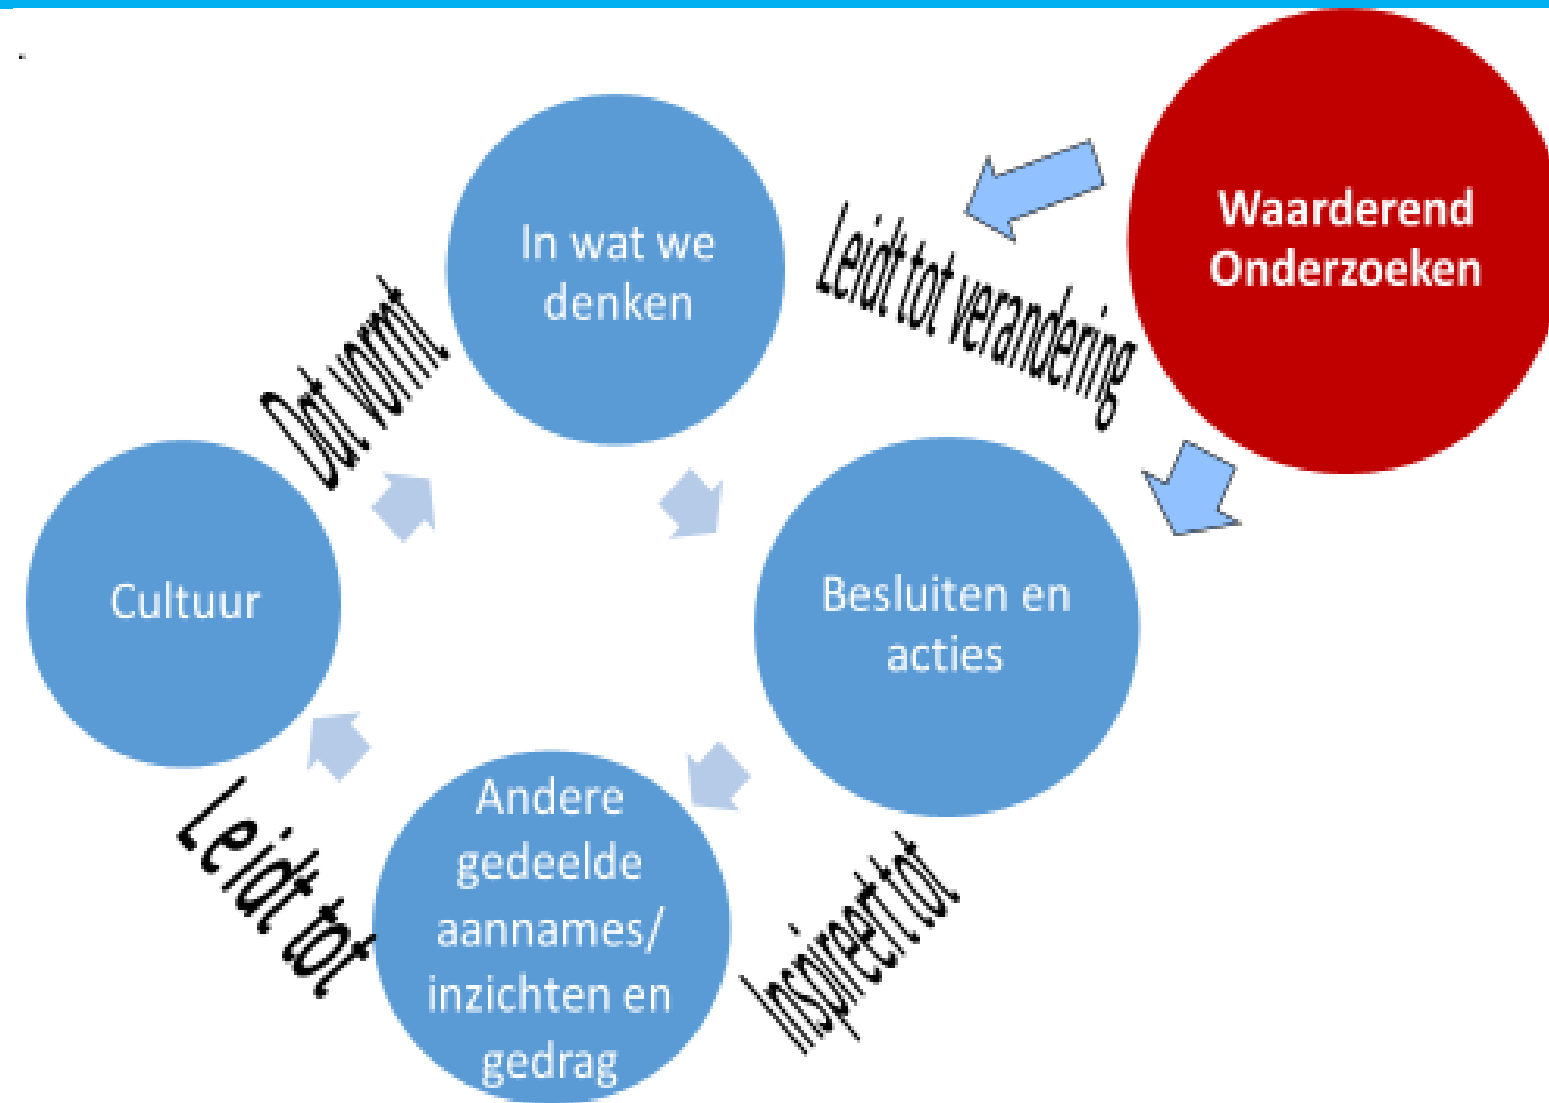 Waarderend
Onderzoeken
In wat we
denken
Leidt tot verandering
Dat vormt
Cultuur
Besluiten en
acties
Andere
gedeelde
aannames/
inzichten en
gedrag
Leidt tot
Inspireert tot